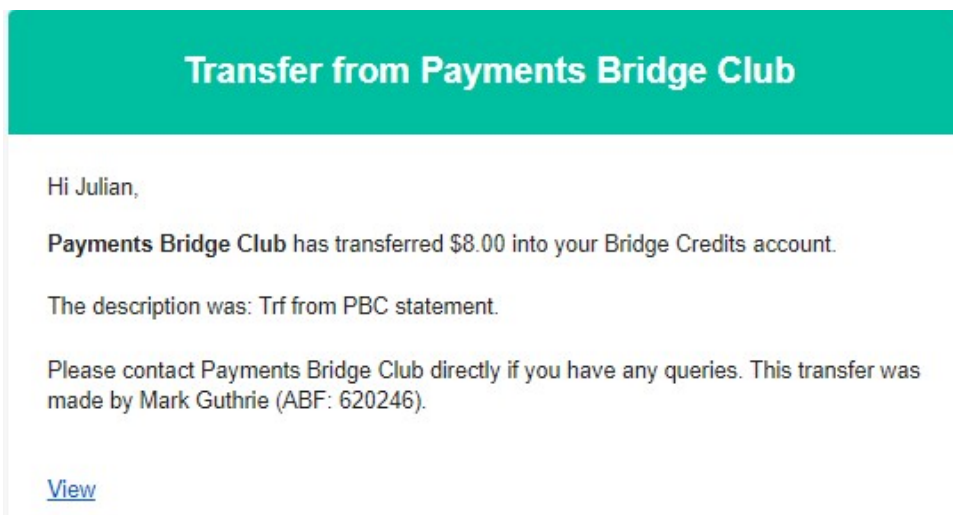 Transfer from Payments Bridge Club
Hi Julian,
Payments Bridge Club has transferred $8.00 into your Bridge Credits account.
The description was: Trf from PBC statement.
Please contact Payments Bridge Club directly if you have any queries. This transfer was
made by Mark Guthrie (ABF: 620246).
View